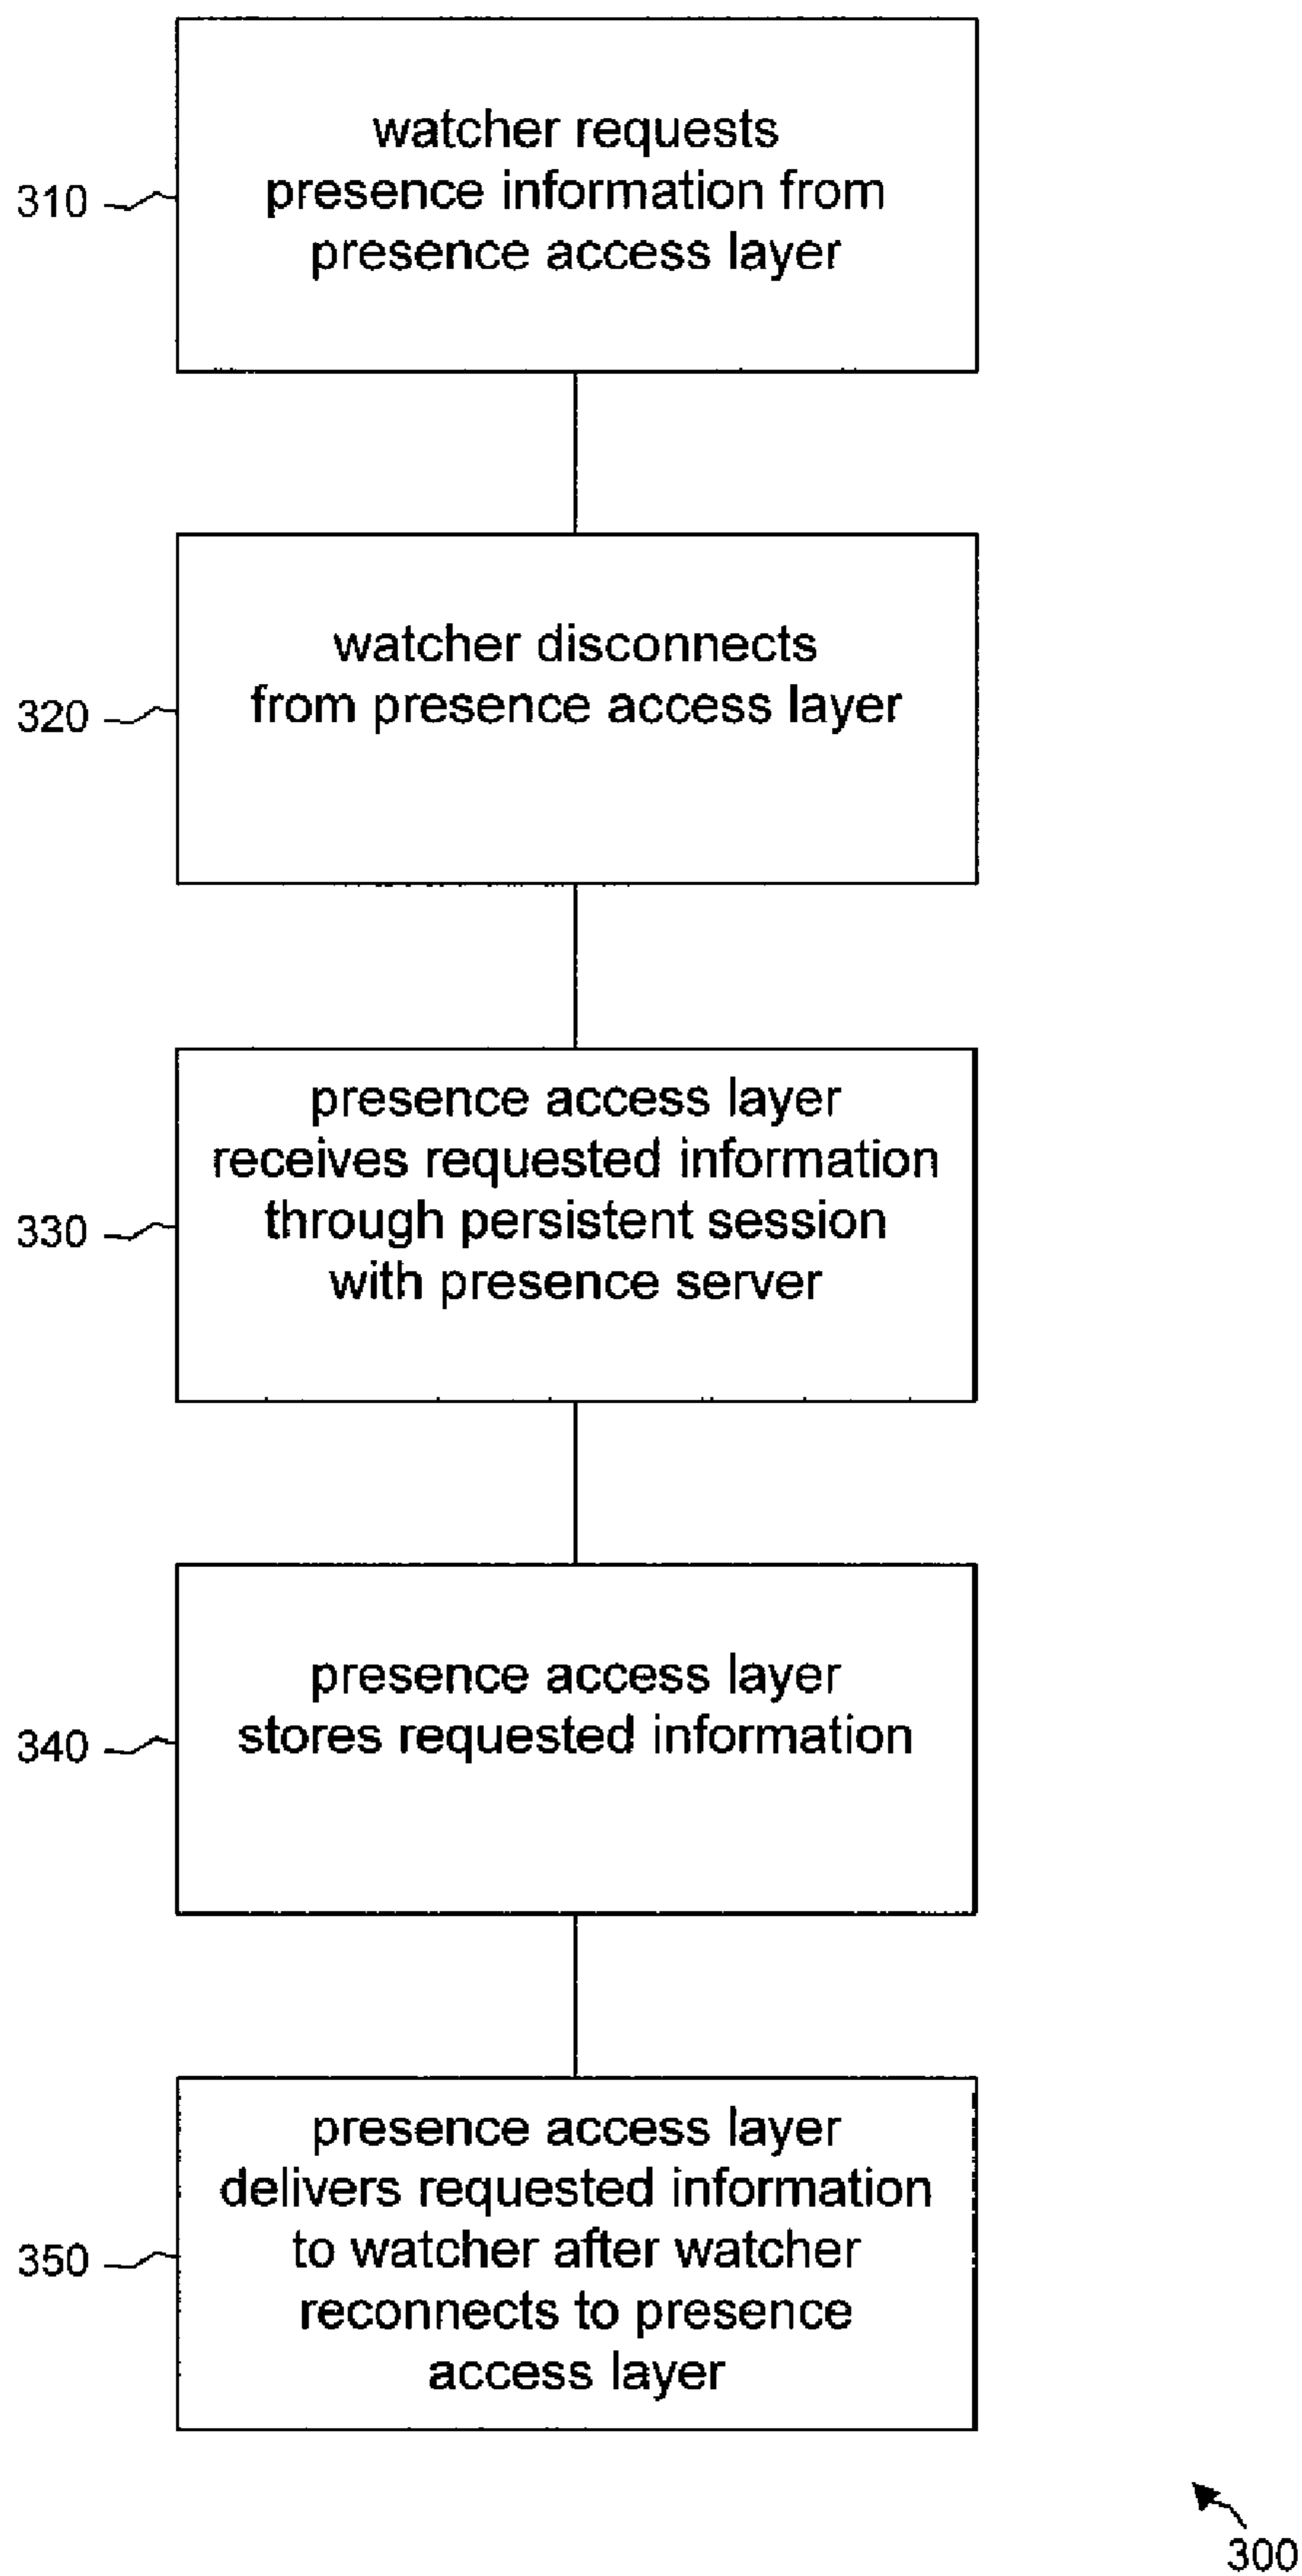 watcher requests
presence information from
presence access layer
310
watcher disconnects
from presence access layer
320
presence access layer
receives requested information
through persistent session
with presence server
330
presence access layer
stores requested information
340
presence access layer
delivers requested information
to watcher after watcher
reconnects to presence
access layer
350
300